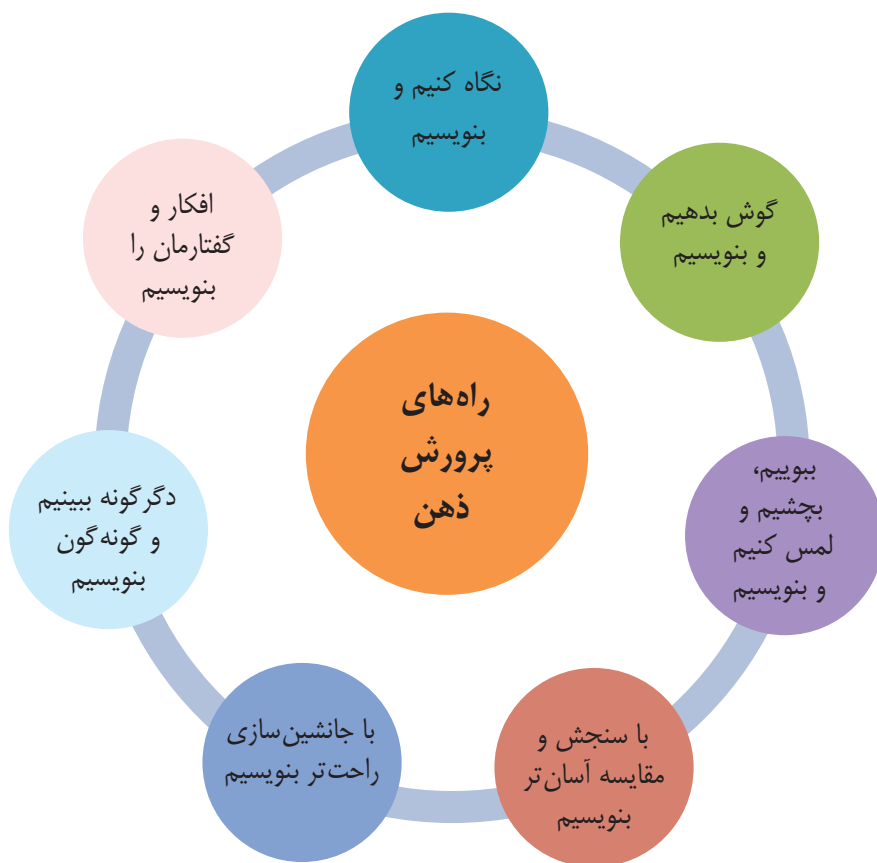 راه‌های
پرورش
ذهن
نگاه کنیم و
بنویسیم
گوش بدهیم
و بنویسیم
ببوییم،
بچشیم و
لمس کنیم
و بنویسیم
با سنجش و
مقایسه آسان‌تر
بنویسیم
با جانشین‌سازی
راحت‌تر بنویسیم
دگرگونه ببینیم
و گونه‌گون
بنویسیم
افکار و
گفتارمان را
بنویسیم